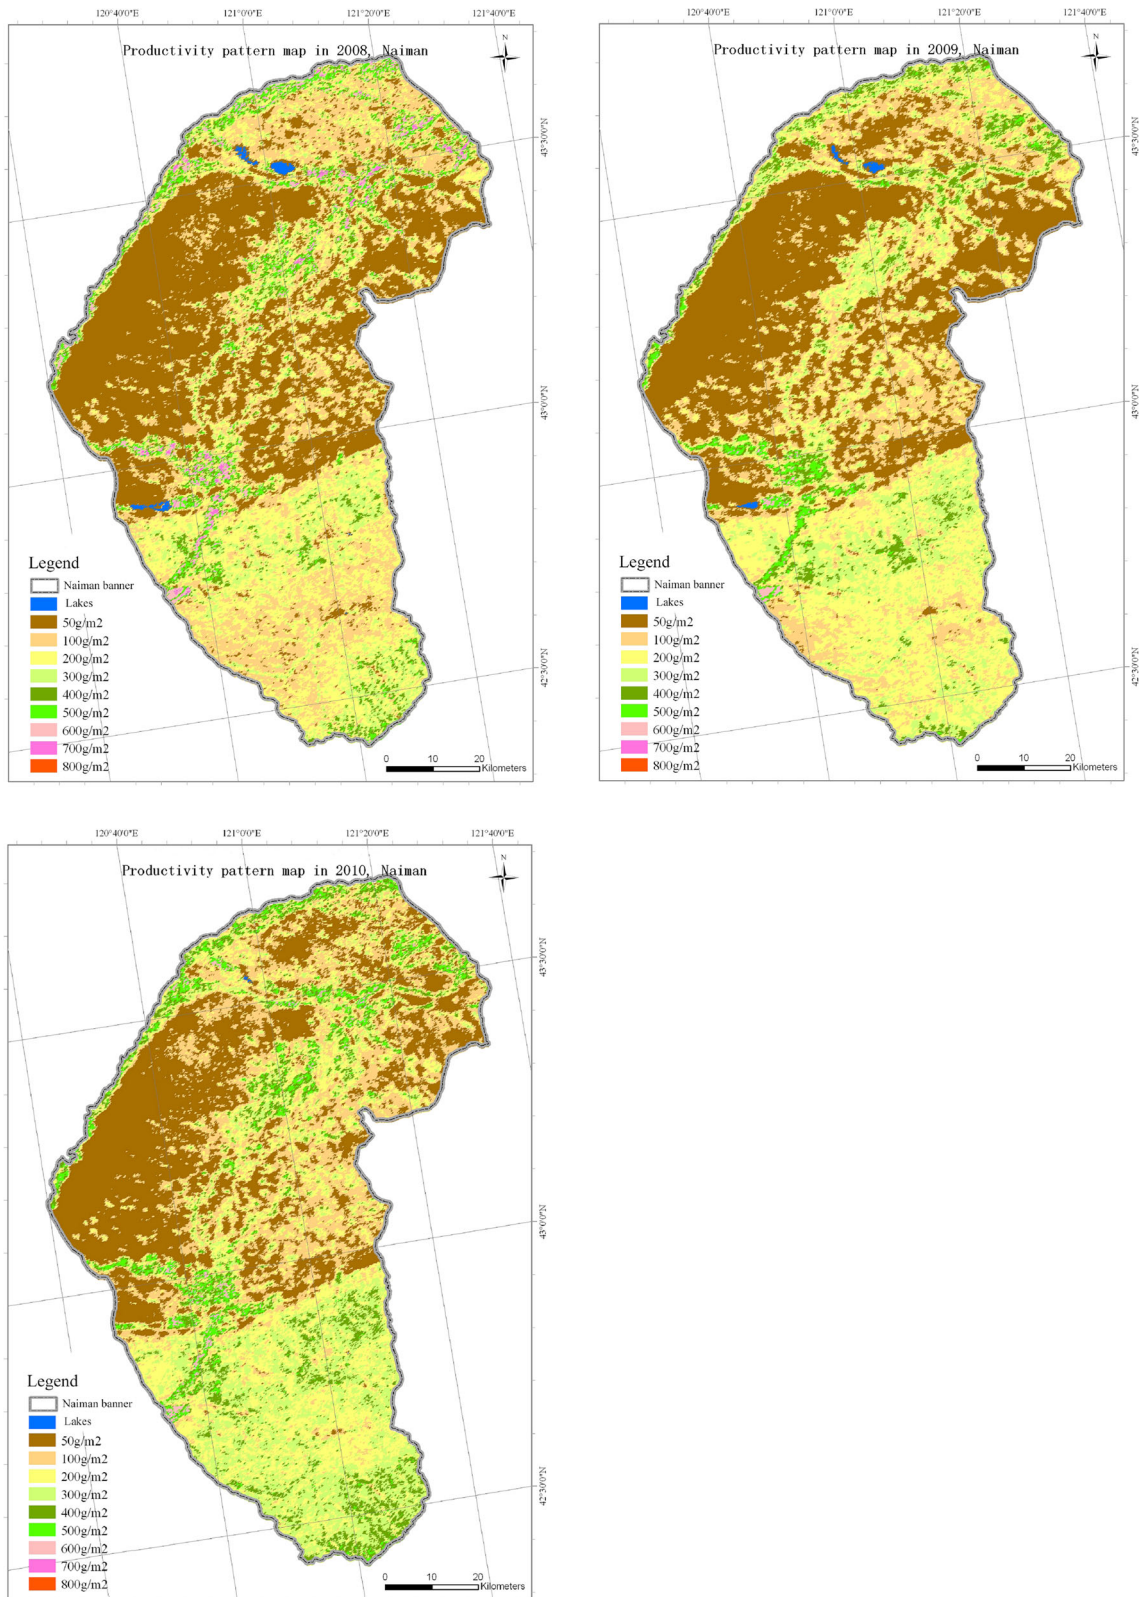 120°40'0"E 121°0'0"E 121°20'0"E 121°40'0"E
Productivity pattern map in 2008, Naiman
N
43°30'0"N
43°0'0"N
42°30'0"N
Legend
Naiman banner
Lakes
50g/m2
100g/m2
200g/m2
300g/m2
400g/m2
500g/m2
600g/m2
700g/m2
800g/m2
0 10 20
Kilometers
120°40'0"E 121°0'0"E 121°20'0"E 121°40'0"E
Productivity pattern map in 2009, Naiman
N
43°30'0"N
43°0'0"N
42°30'0"N
Legend
Naiman banner
Lakes
50g/m2
100g/m2
200g/m2
300g/m2
400g/m2
500g/m2
600g/m2
700g/m2
800g/m2
0 10 20
Kilometers
120°40'0"E 121°0'0"E 121°20'0"E 121°40'0"E
Productivity pattern map in 2010, Naiman
N
43°30'0"N
43°0'0"N
42°30'0"N
Legend
Naiman banner
Lakes
50g/m2
100g/m2
200g/m2
300g/m2
400g/m2
500g/m2
600g/m2
700g/m2
800g/m2
0 10 20
Kilometers